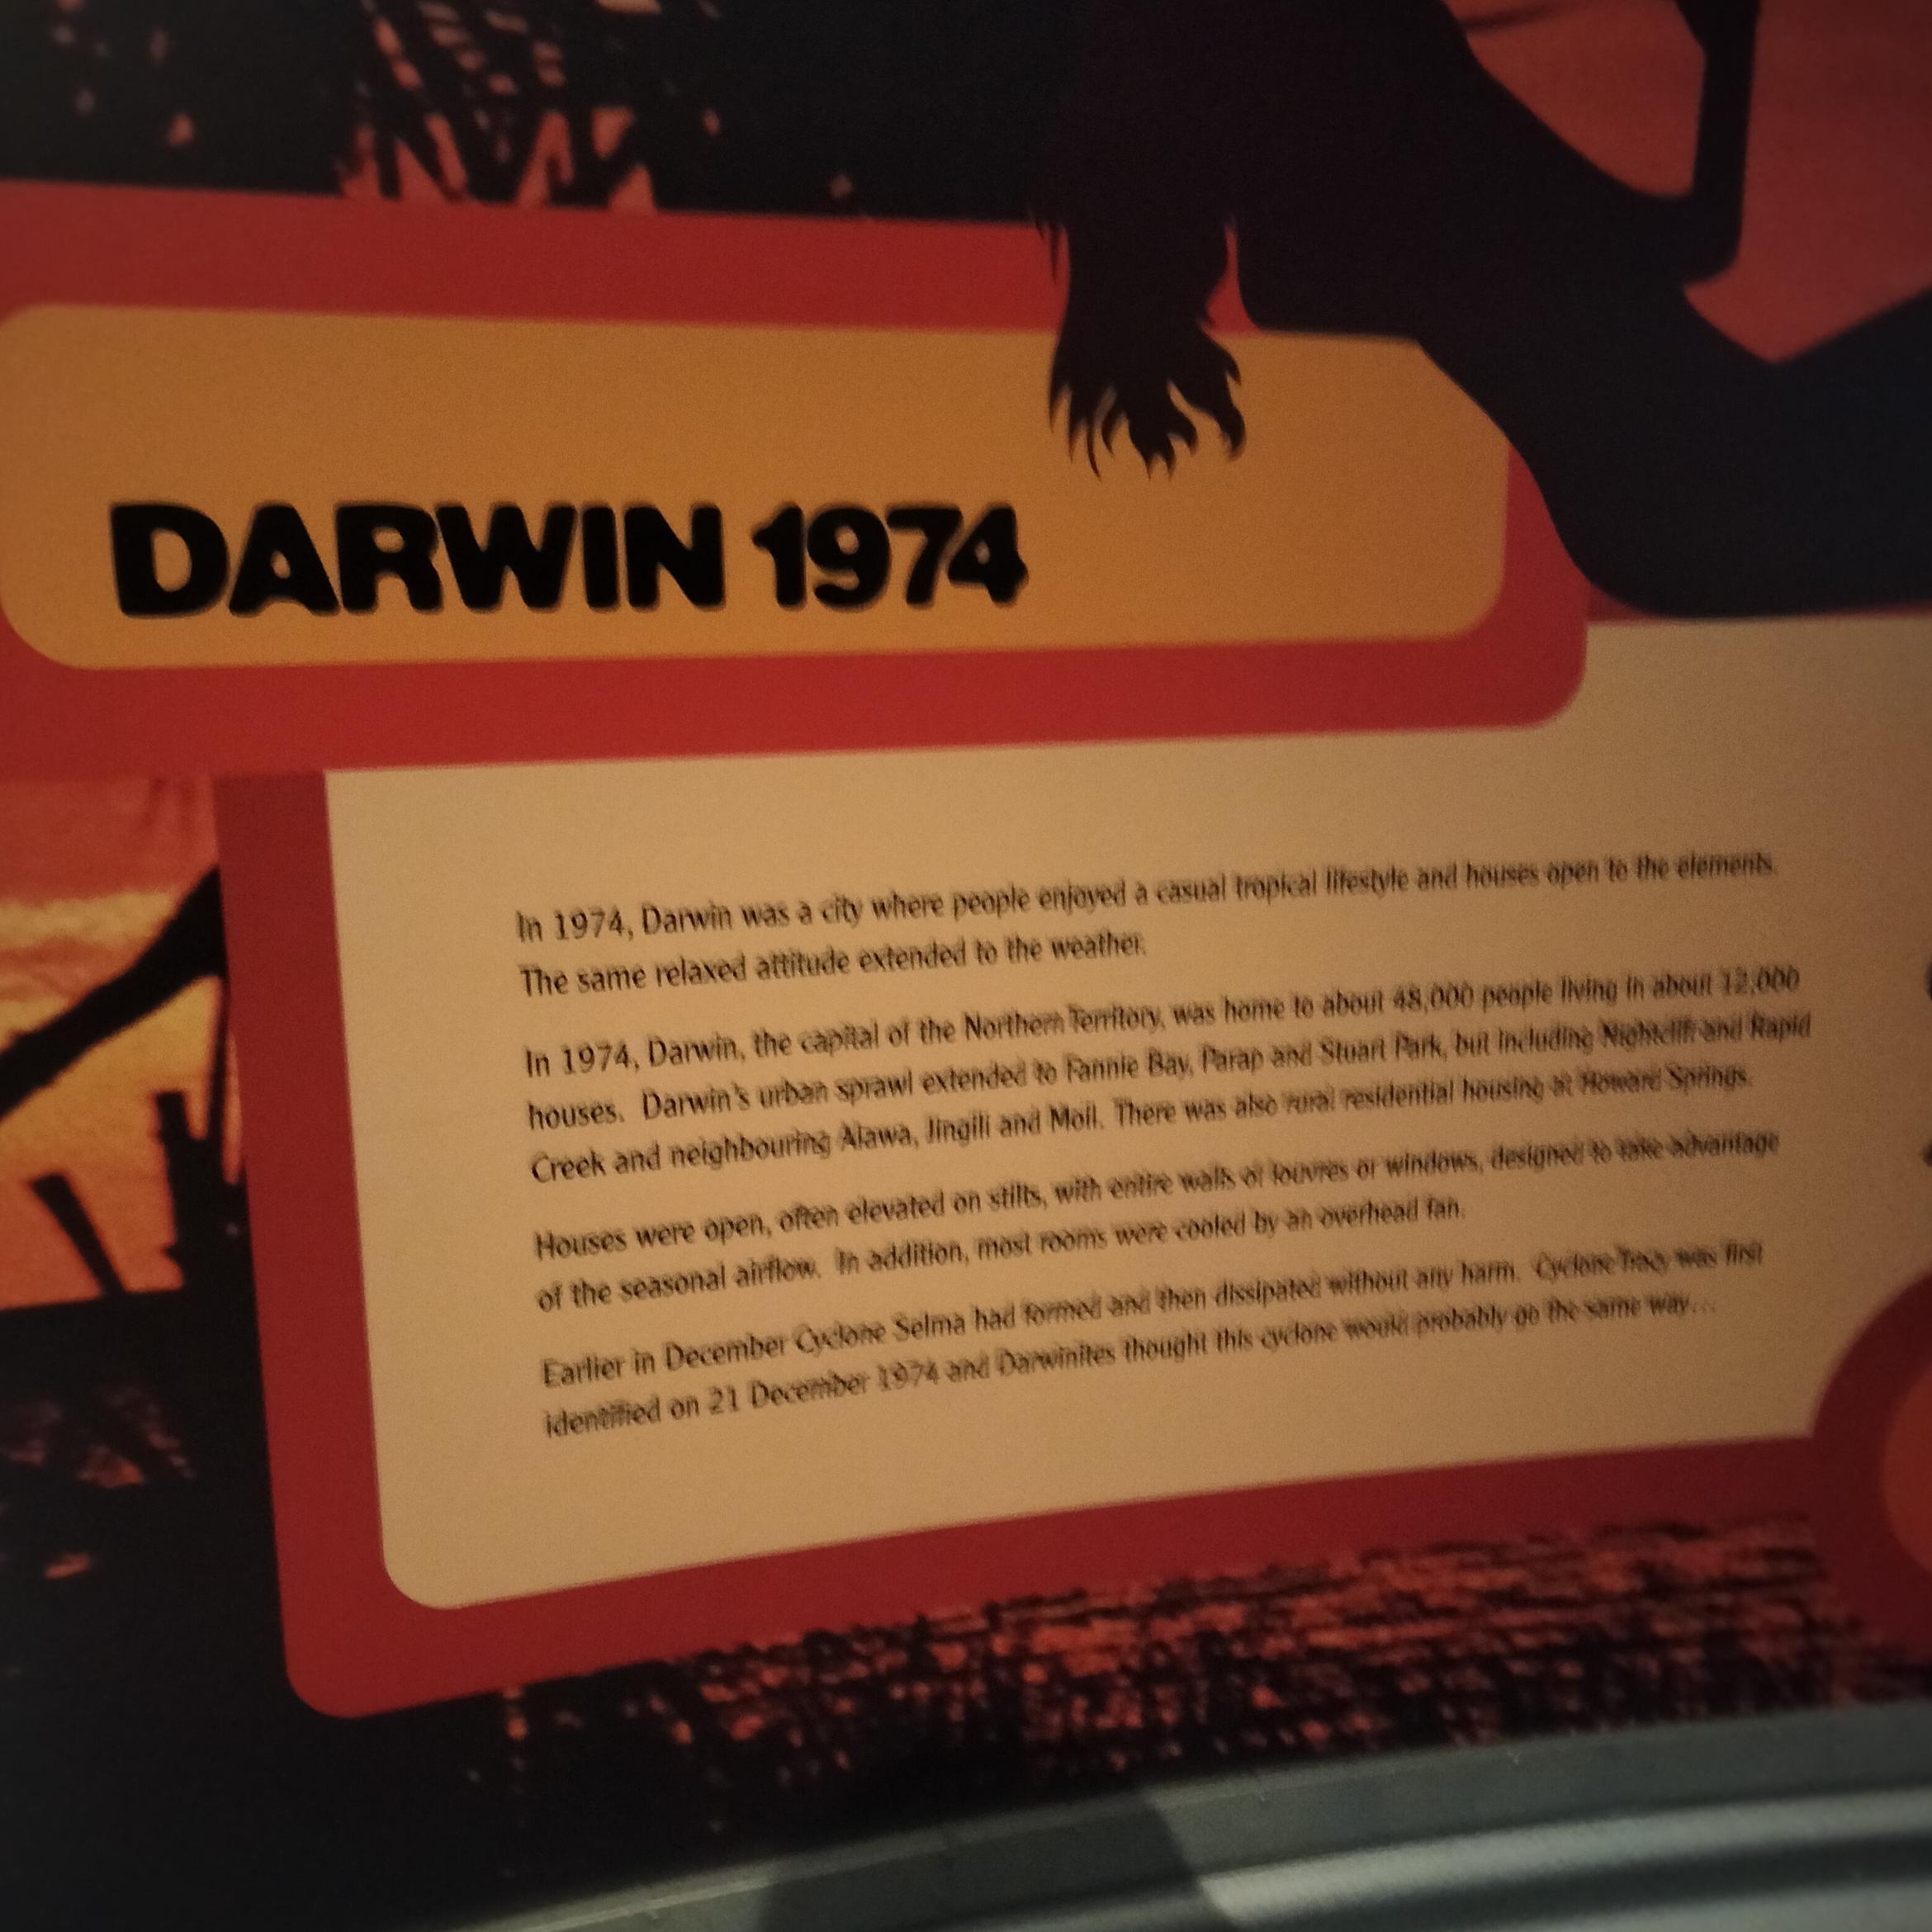 DARWIN 1974
In 1974, Darwin was a city where people enjoyed a casual tropical lifestyle and houses open to the elements.
The same relaxed attitude extended to the weather.
In 1974, Darwin, the capital of the Northern Territory, was home to about 48,000 people living in about 12,000
houses. Darwin's urban sprawl extended to Fannie Bay, Parap and Stuart Park, but including Nightcliff and Rapid
Creek and neighbouring Alawa, Jingili and Moil. There was also rural residential housing at Howard Springs.
Houses were open, often elevated on stilts, with entire walls of louvres or windows, designed to take advantage
of the seasonal airflow. In addition, most rooms were cooled by an overhead fan.
Earlier in December Cyclone Selma had formed and then dissipated without any harm. Cyclone Tracy was first
identified on 21 December 1974 and Darwinites thought this cyclone would probably go the same way...